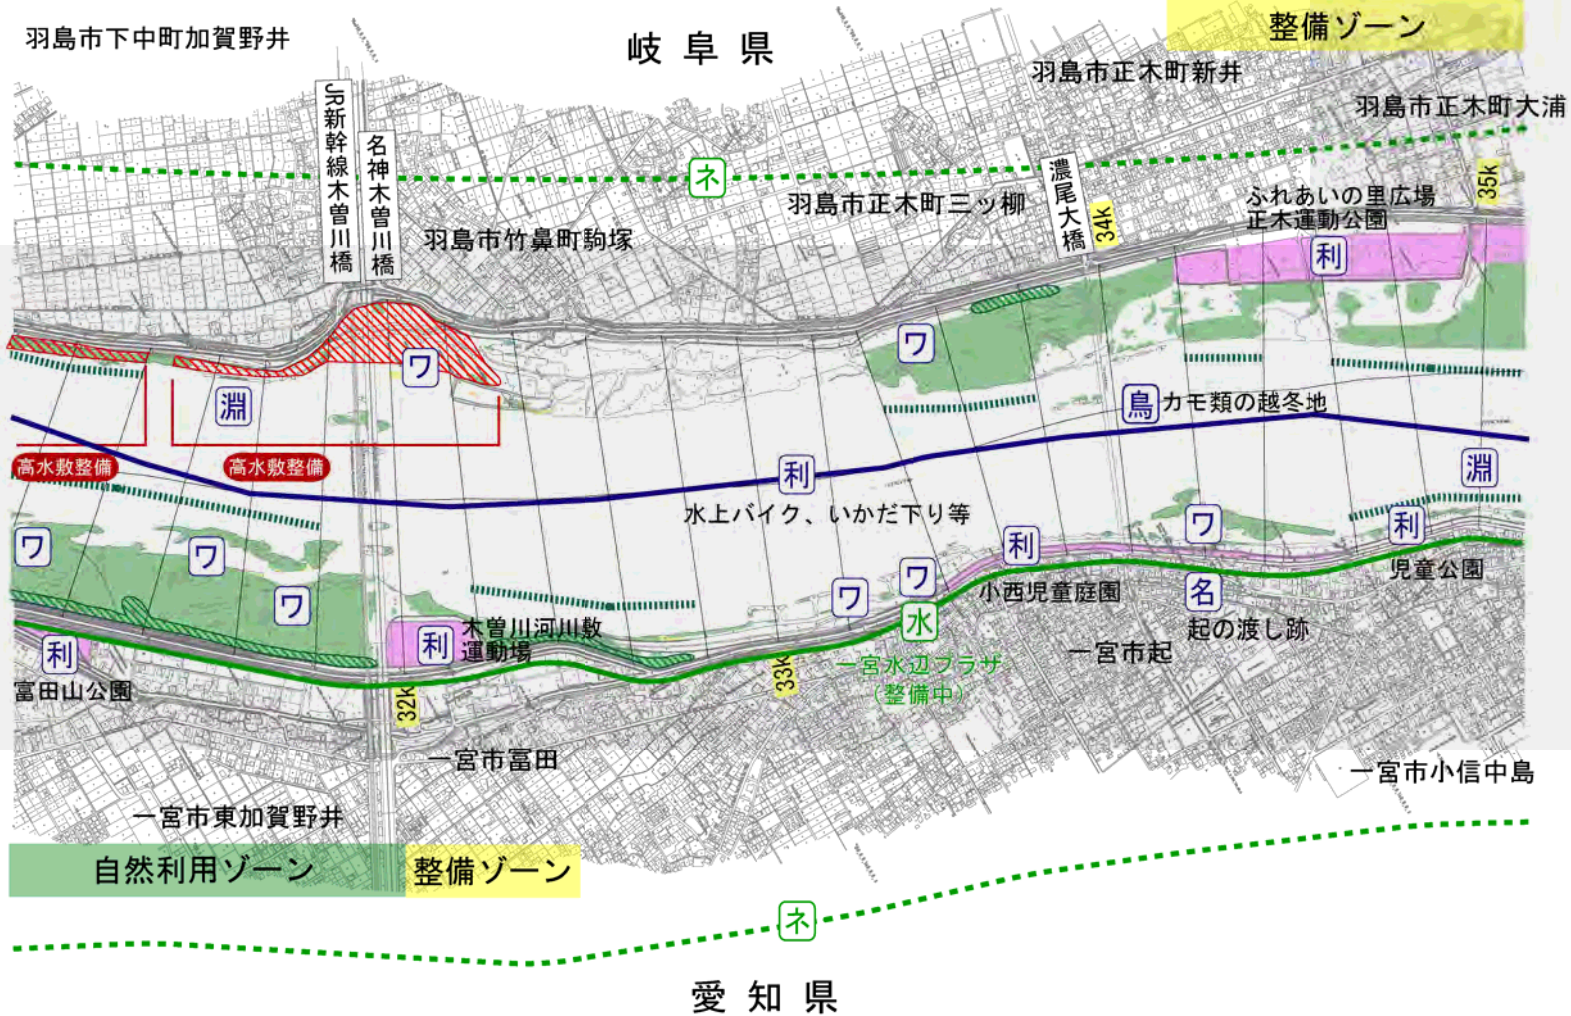 整備ゾーン
羽島市下中町加賀野井
岐阜県
羽島市正木町新井
羽島市正木町大浦
JR新幹線木曽川橋
名神木曽川橋
ネ
濃尾大橋
34k
35k
羽島市正木町三ッ柳
ふれあいの里広場
正木運動公園
羽島市竹鼻町駒塚
利
ワ
ワ
淵
鳥
カモ類の越冬地
高水敷整備
高水敷整備
利
淵
水上バイク、いかだ下り等
ワ
ワ
ワ
利
ワ
利
児童公園
ワ
ワ
小西児童庭園
名
起の渡し跡
水
利
木曽川河川敷
運動場
利
富田山公園
32k
33k
一宮水辺プラザ
(整備中)
一宮市起
一宮市冨田
一宮市小信中島
一宮市東加賀野井
自然利用ゾーン
整備ゾーン
ネ
愛知県